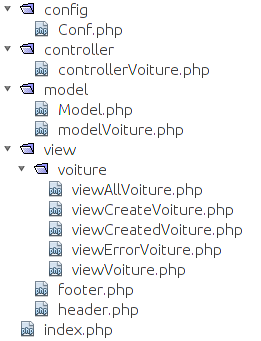 config
Conf.php
controller
controllerVoiture.php
model
Model.php
modelVoiture.php
view
voiture
viewAllVoiture.php
viewCreateVoiture.php
viewCreatedVoiture.php
viewErrorVoiture.php
viewVoiture.php
footer.php
header.php
index.php